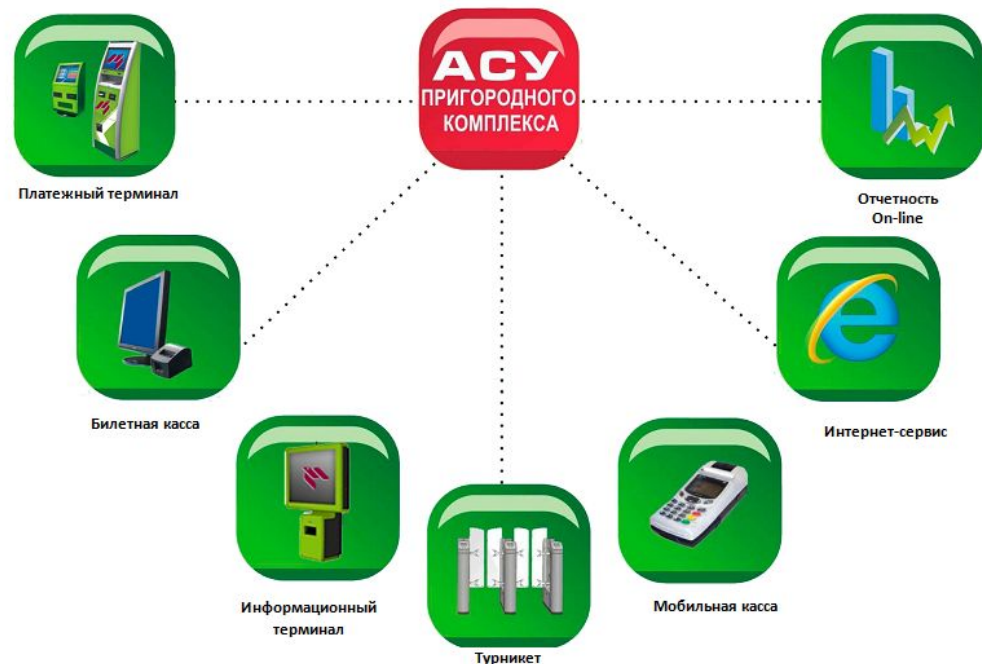 АСУ
ПРИГОРОДНОГО
КОМПЛЕКСА
Платежный терминал
Отчетность
On-line
Билетная касса
Интернет-сервис
Информационный
терминал
Мобильная касса
Турникет